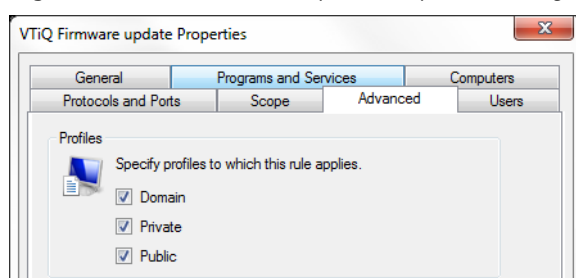 VTiQ Firmware update Properties
General Programs and Services Computers
Protocols and Ports Scope Advanced Users
Profiles
Specify profiles to which this rule applies.
Domain
Private
Public